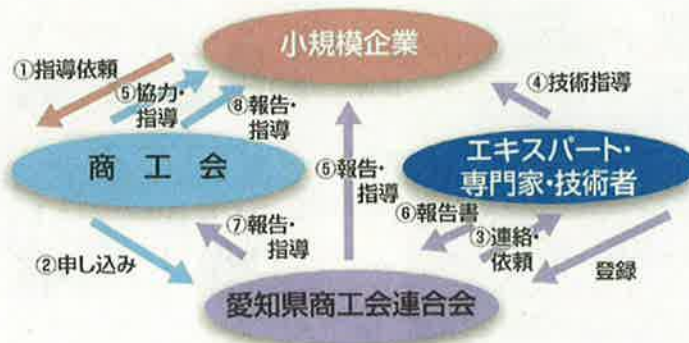 小規模企業
①指導依頼
⑤協力・
指導
⑧報告・
指導
④技術指導
商工会
⑤報告・
指導
エキスパート・
専門家・技術者
⑦報告・
指導
⑥報告書
③連絡・
依頼
②申し込み
登録
愛知県商工会連合会